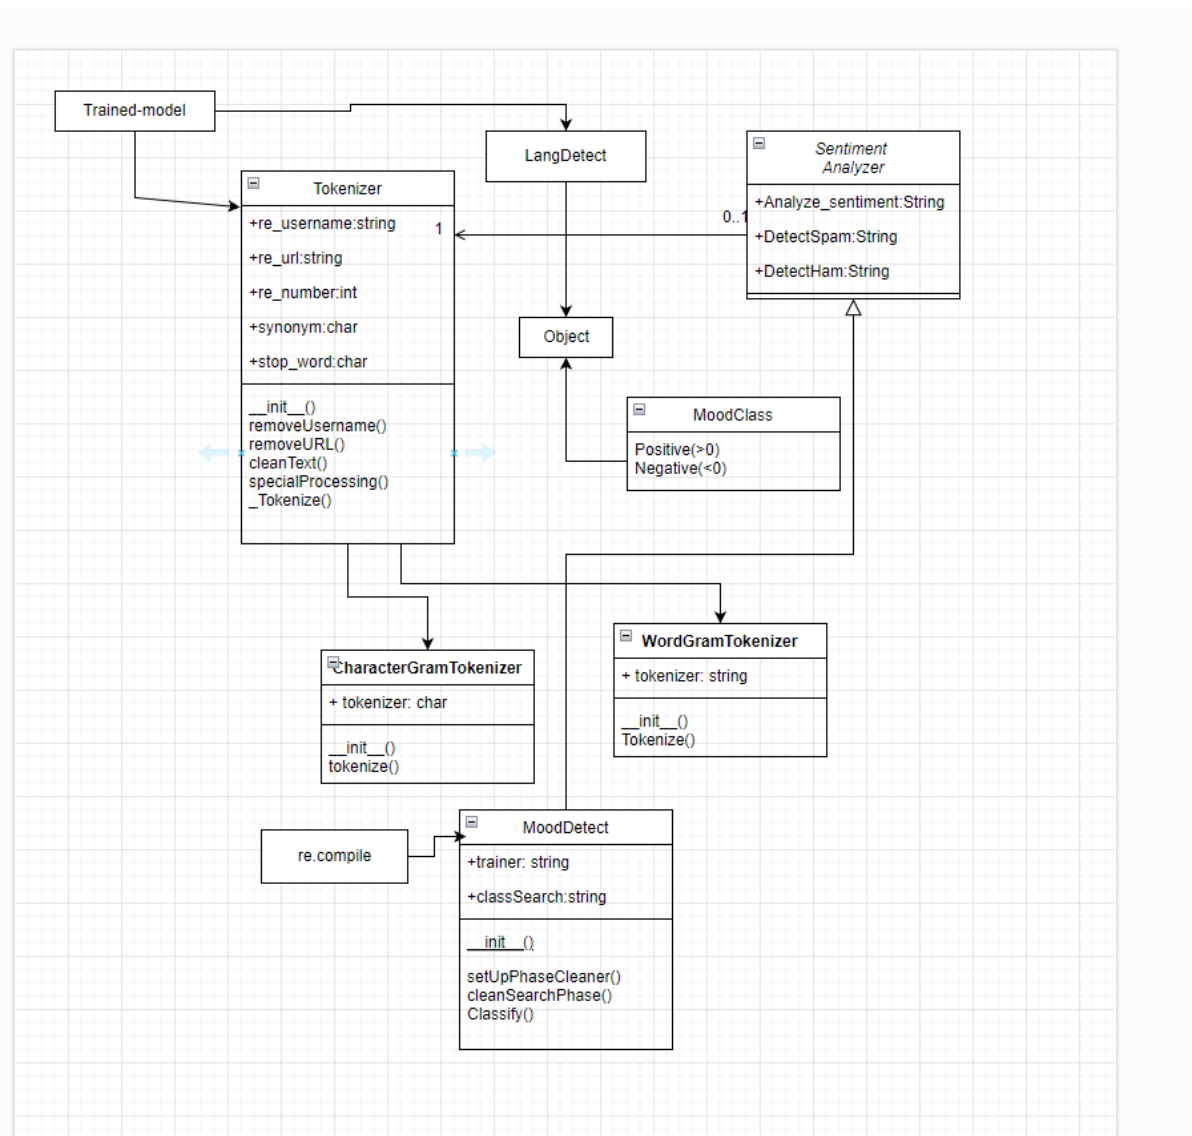 Trained-model
LangDetect
Sentiment
Analyzer
+Analyze_sentiment:String
+DetectSpam:String
+DetectHam:String
0..1
1
Tokenizer
+re_username:string
+re_url:string
+re_number:int
+synonym:char
+stop_word:char
__init__()
removeUsername()
removeURL()
cleanText()
specialProcessing()
_Tokenize()
Object
MoodClass
Positive(>0)
Negative(<0)
CharacterGramTokenizer
+ tokenizer: char
__init__()
tokenize()
WordGramTokenizer
+ tokenizer: string
__init__()
Tokenize()
re.compile
MoodDetect
+trainer: string
+classSearch:string
__init__()
setUpPhaseCleaner()
cleanSearchPhase()
Classify()